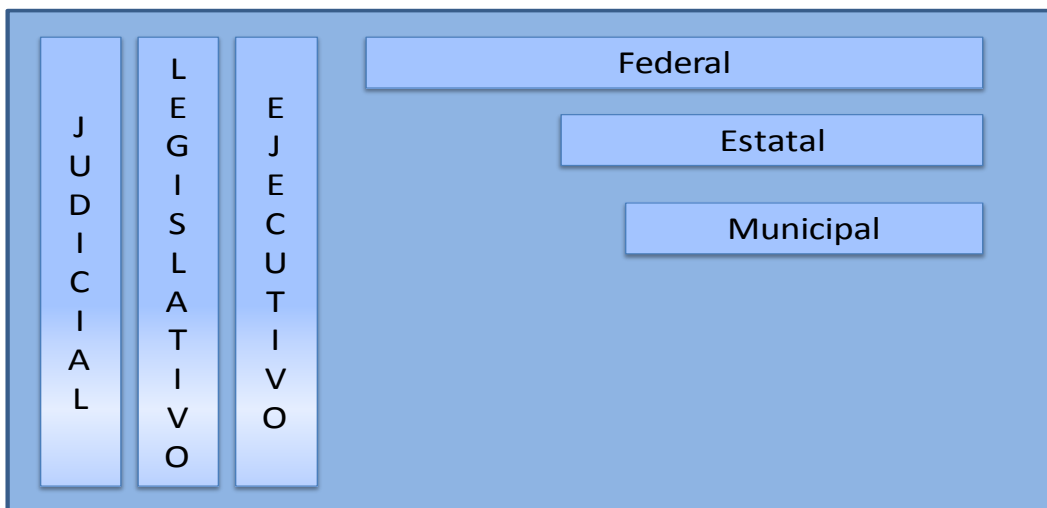 JUDICIAL
LEGISLATIVO
EJECUTIVO
Federal
Estatal
Municipal